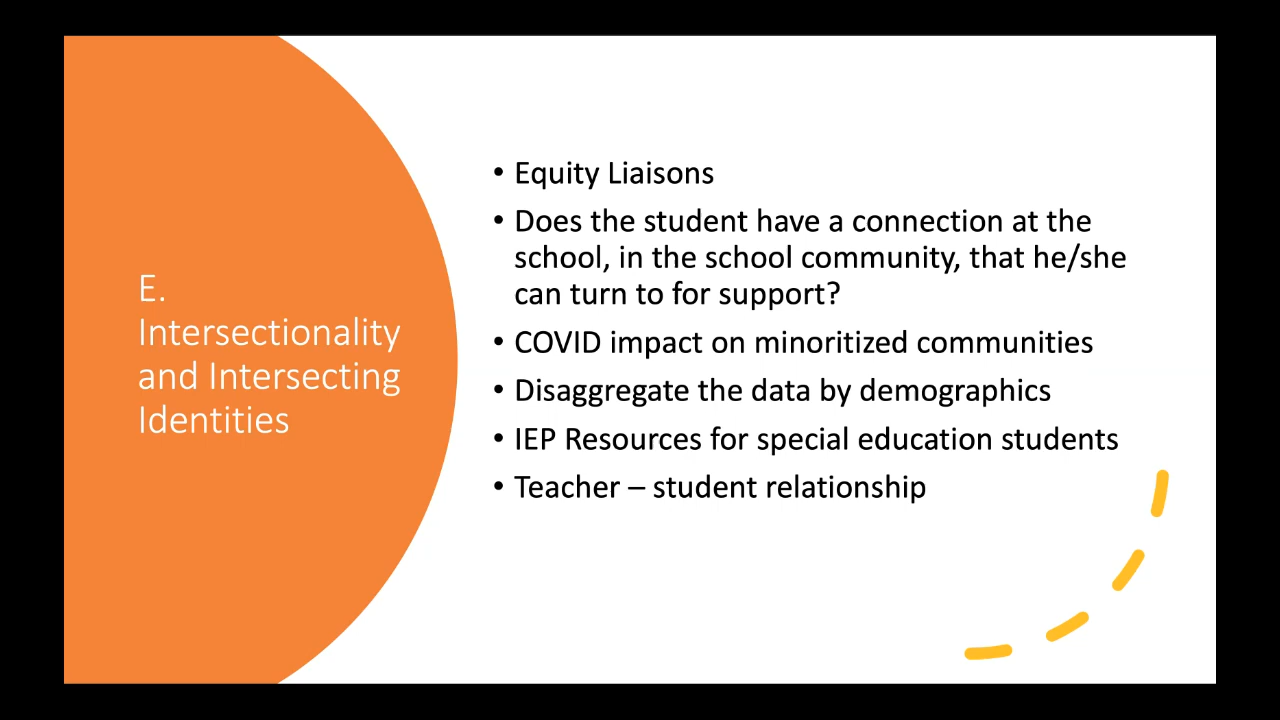 E.
Intersectionality
and Intersecting
Identities
• Equity Liaisons
• Does the student have a connection at the
school, in the school community, that he/she
can turn to for support?
• COVID impact on minoritized communities
• Disaggregate the data by demographics
• IEP Resources for special education students
• Teacher – student relationship